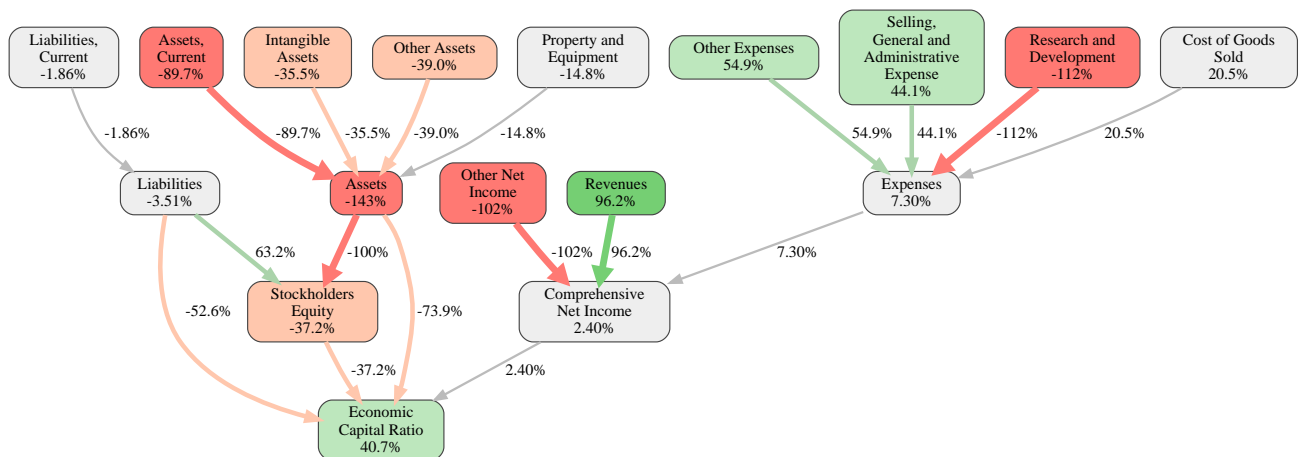 Liabilities,
Current
-1.86%
Assets,
Current
-89.7%
Intangible
Assets
-35.5%
Other Assets
-39.0%
Property and
Equipment
-14.8%
Other Expenses
54.9%
Selling,
General and
Administrative
Expense
44.1%
Research and
Development
-112%
Cost of Goods
Sold
20.5%
-1.86%
-89.7%
-35.5%
-39.0%
-14.8%
54.9%
44.1%
-112%
20.5%
Liabilities
-3.51%
Assets
-143%
Other Net
Income
-102%
Revenues
96.2%
Expenses
7.30%
63.2%
-100%
-102%
96.2%
7.30%
-52.6%
Stockholders
Equity
-37.2%
-73.9%
Comprehensive
Net Income
2.40%
-37.2%
2.40%
Economic
Capital Ratio
40.7%